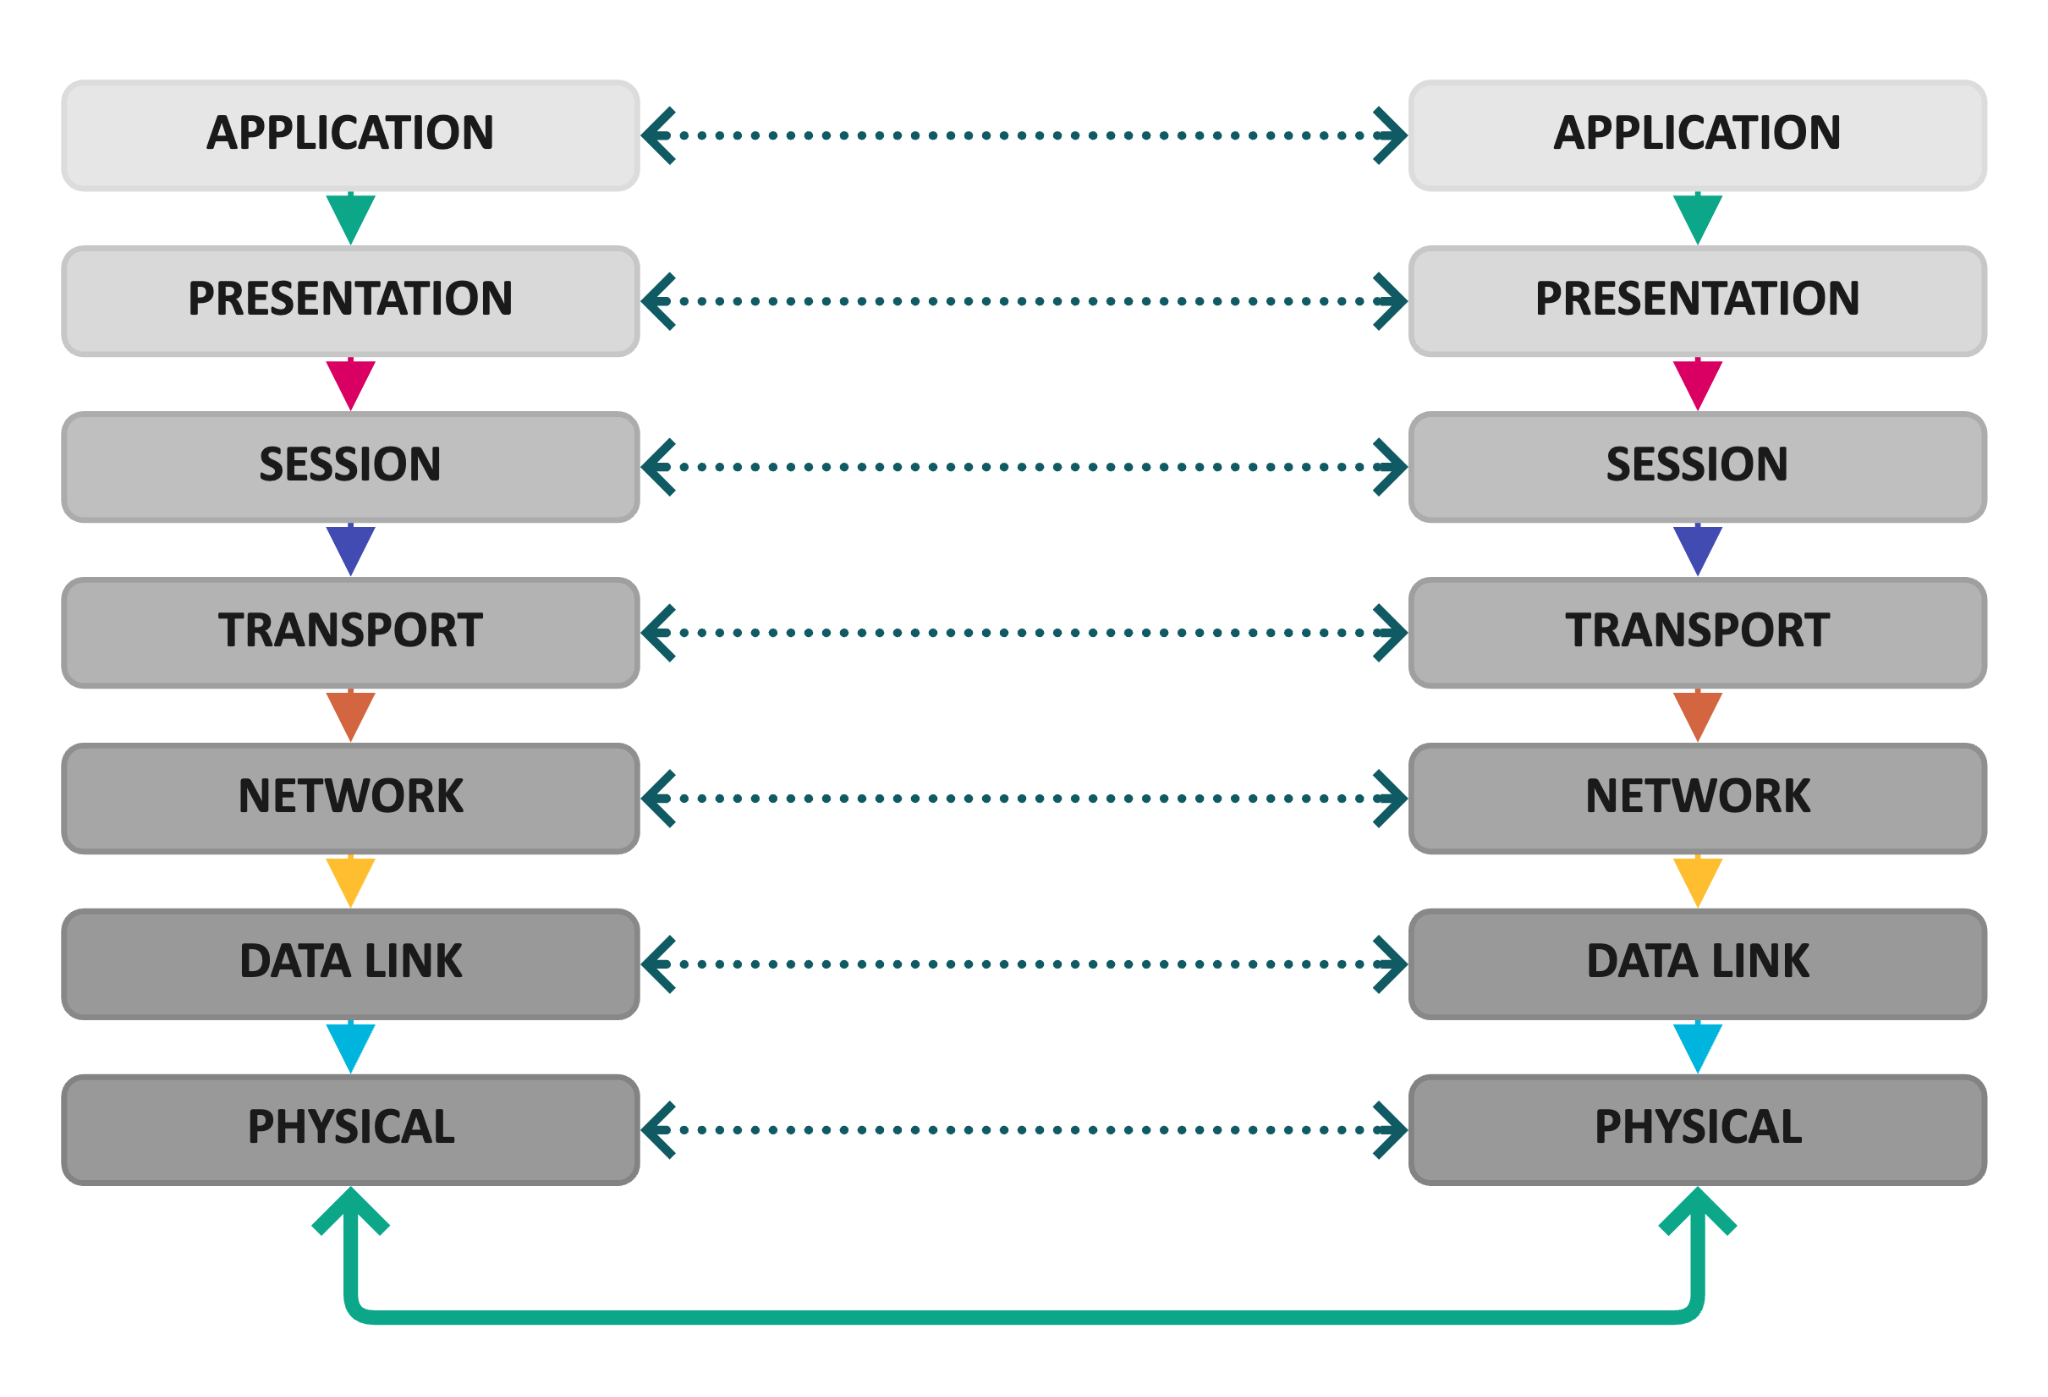 APPLICATION
APPLICATION
PRESENTATION
PRESENTATION
SESSION
SESSION
TRANSPORT
TRANSPORT
NETWORK
NETWORK
DATA LINK
DATA LINK
PHYSICAL
PHYSICAL